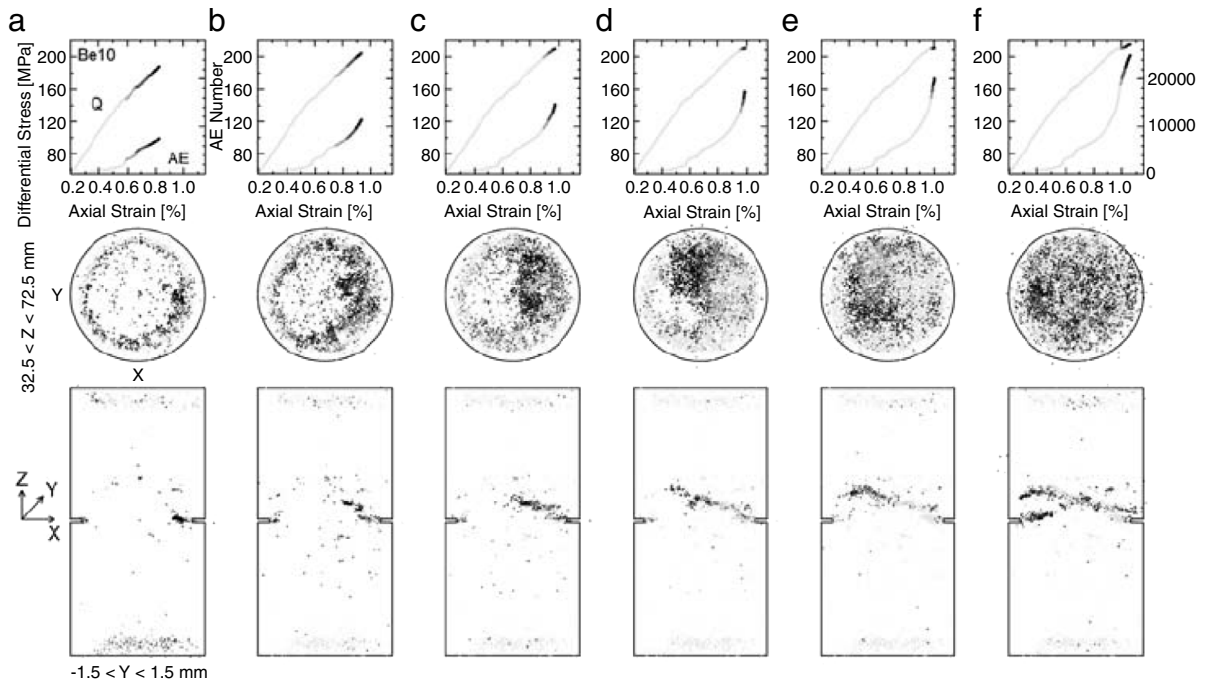 a b c d e f
Differential Stress [MPa]
200
160
120
80
Be10
Q
AE
0.2 0.4 0.6 0.8 1.0
Axial Strain [%]
AE Number
200
160
120
80
0.2 0.4 0.6 0.8 1.0
Axial Strain [%]
200
160
120
80
0.2 0.4 0.6 0.8 1.0
Axial Strain [%]
200
160
120
80
0.2 0.4 0.6 0.8 1.0
Axial Strain [%]
200
160
120
80
0.2 0.4 0.6 0.8 1.0
Axial Strain [%]
200
160
120
80
20000
10000
0
0.2 0.4 0.6 0.8 1.0
Axial Strain [%]
32.5 < Z < 72.5 mm
Y
X
Z
Y
X
-1.5 < Y < 1.5 mm